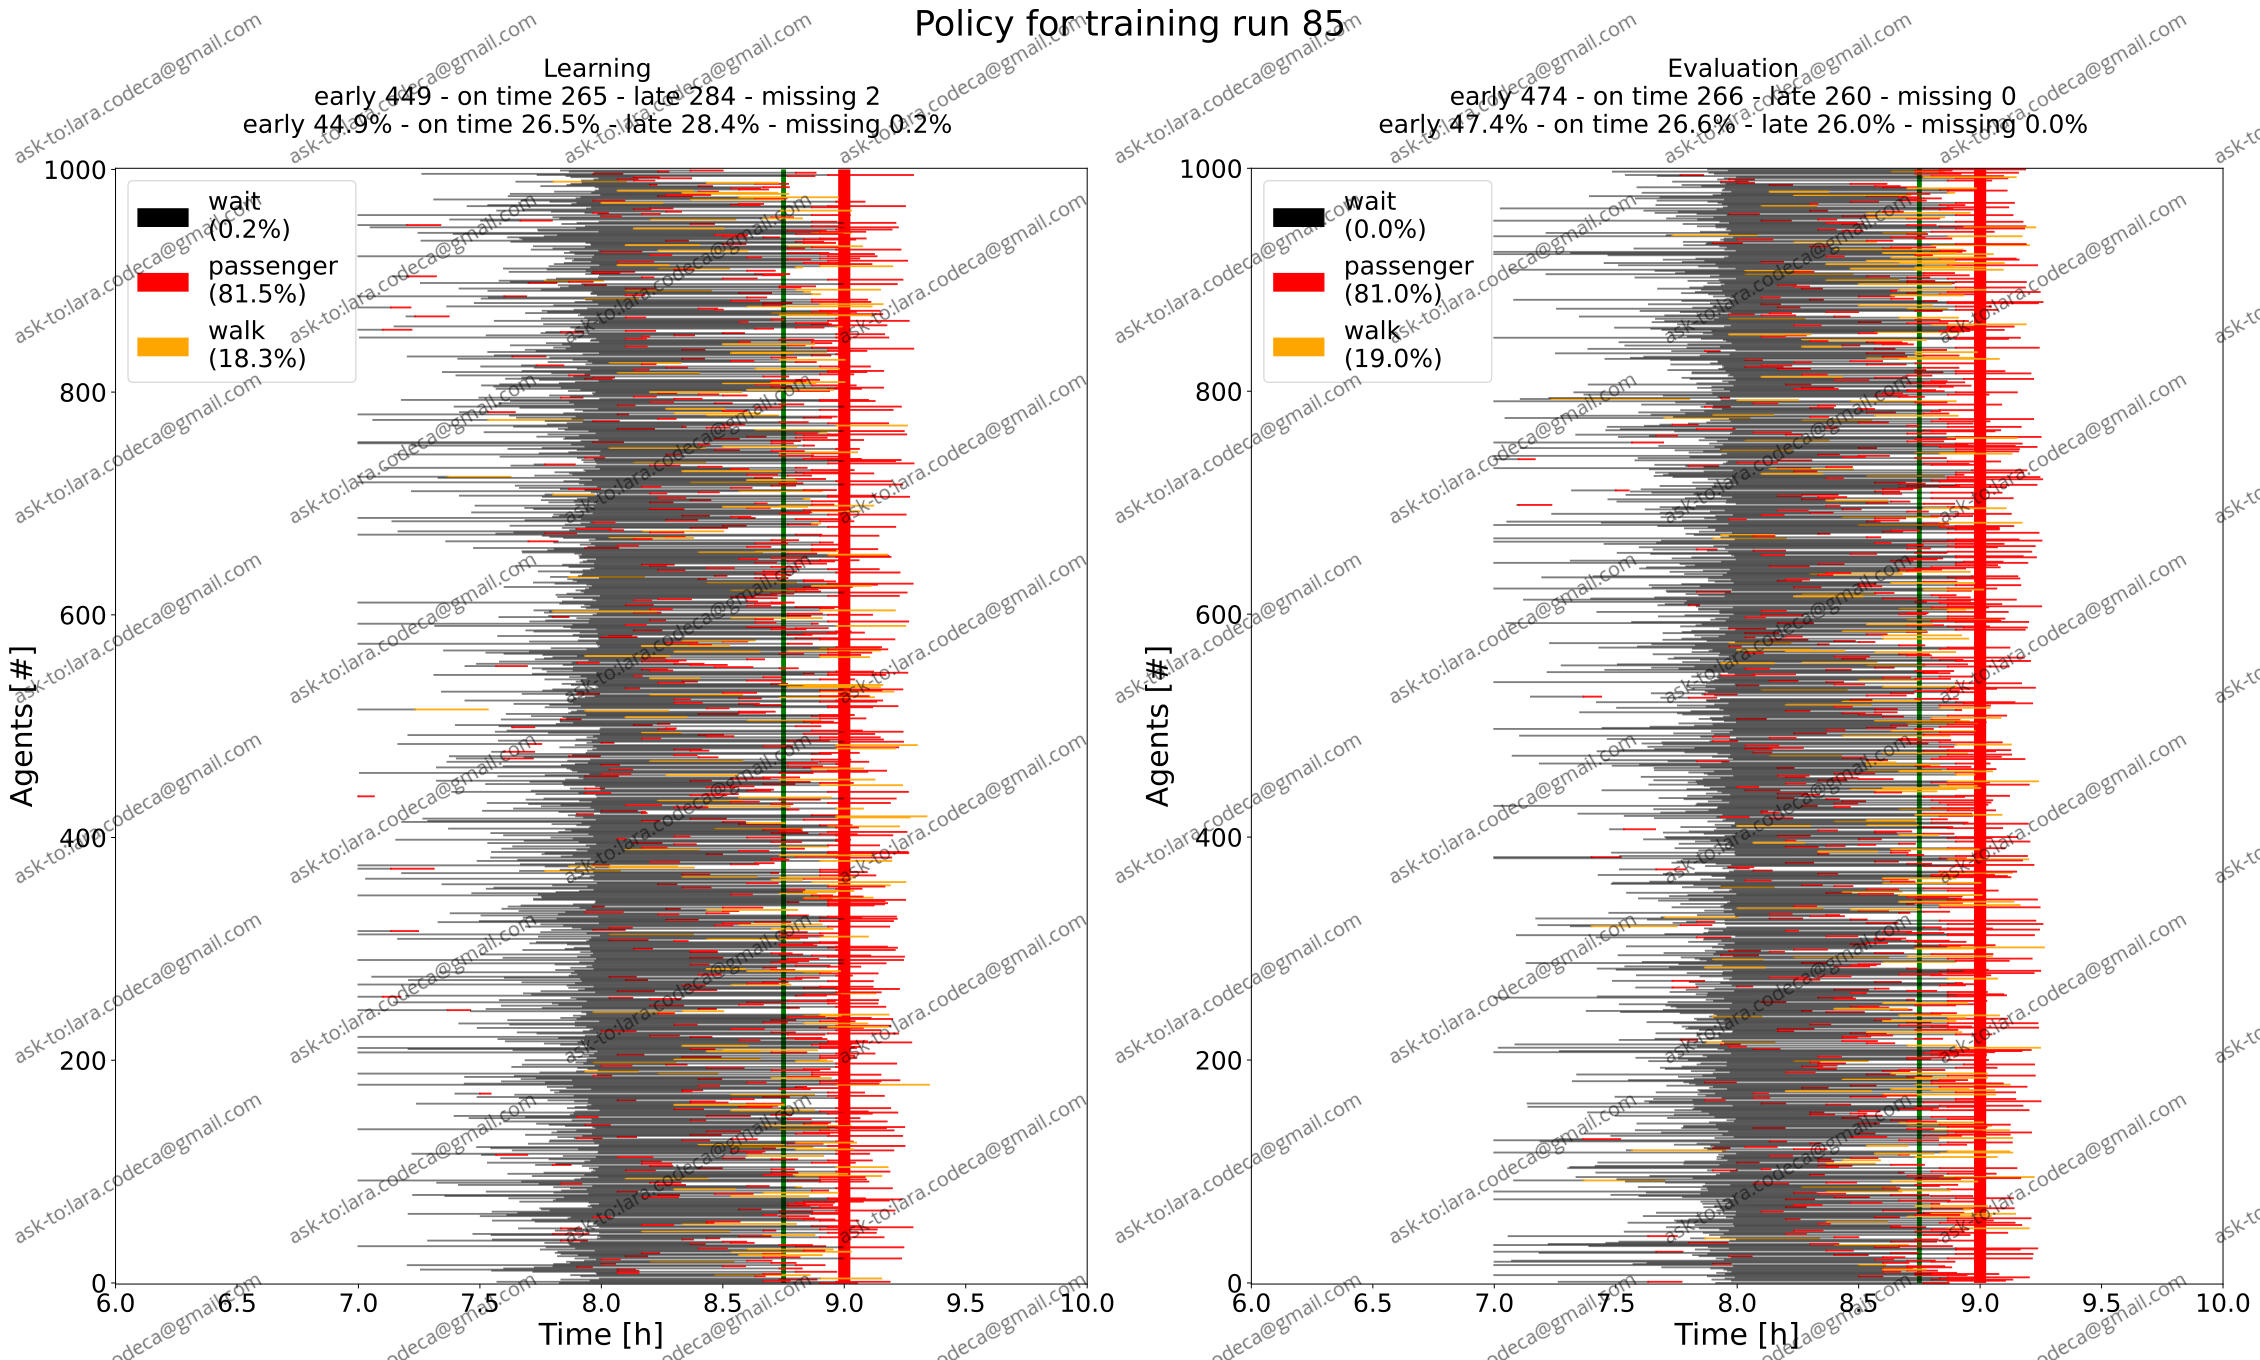 Policy for training run 85
Learning
early 449 - on time 265 - late 284 - missing 2
early 44.9% - on time 26.5% - late 28.4% - missing 0.2%
1000
800
600
400
200
0
wait
(0.2%)
passenger
(81.5%)
walk
(18.3%)
Agents [#]
6.0 6.5 7.0 7.5 8.0 8.5 9.0 9.5 10.0
Time [h]
Evaluation
early 474 - on time 266 - late 260 - missing 0
early 47.4% - on time 26.6% - late 26.0% - missing 0.0%
1000
800
600
400
200
0
wait
(0.0%)
passenger
(81.0%)
walk
(19.0%)
Agents [#]
6.0 6.5 7.0 7.5 8.0 8.5 9.0 9.5 10.0
Time [h]
ask-to:lara.codeca@gmail.com